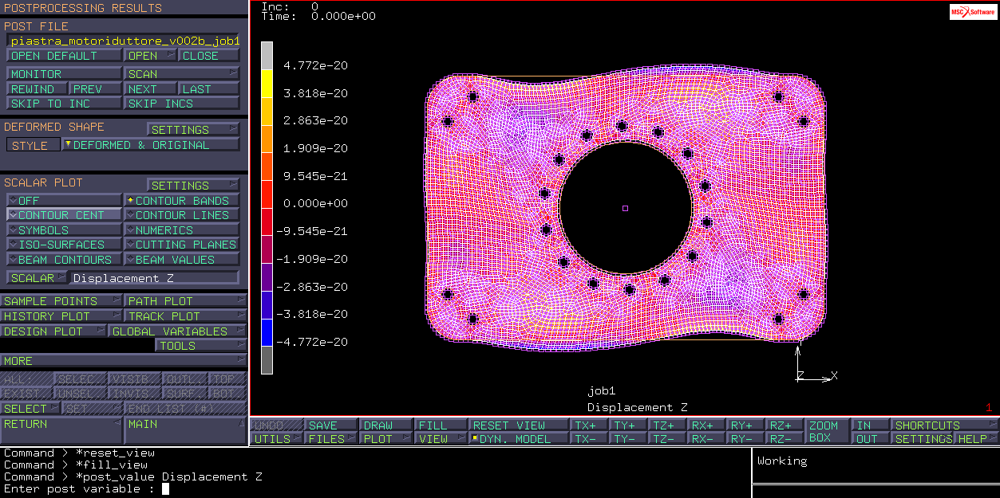 POSTPROCESSING RESULTS
POST FILE
piastra_motoriduttore_v002b_job1
OPEN DEFAULT OPEN CLOSE
MONITOR SCAN
REWIND PREV NEXT LAST
SKIP TO INC SKIP INCS
DEFORMED SHAPE SETTINGS
STYLE DEFORMED & ORIGINAL
SCALAR PLOT SETTINGS
OFF CONTOUR BANDS
CONTOUR CENT CONTOUR LINES
SYMBOLS NUMERICS
ISO-SURFACES CUTTING PLANES
BEAM CONTOURS BEAM VALUES
SCALAR Displacement Z
SAMPLE POINTS PATH PLOT
HISTORY PLOT TRACK PLOT
DESIGN PLOT GLOBAL VARIABLES
TOOLS
MORE
ALL: SELEC. VISIB. OUTL. TOP
EXIST. UNSEL. INVIS. SURF. BOT
SELECT SET END LIST (#)
RETURN MAIN
Inc: 0
Time: 0.000e+00
MSC Software
4.772e-20
3.818e-20
2.863e-20
1.909e-20
9.545e-21
0.000e+00
-9.545e-21
-1.909e-20
-2.863e-20
-3.818e-20
-4.772e-20
Z X
job1
Displacement Z
1
UNDO SAVE DRAW FILL RESET VIEW TX+ TY+ TZ+ RX+ RY+ RZ+ ZOOM IN SHORTCUTS
UTILS FILES PLOT VIEW DYN. MODEL TX- TY- TZ- RX- RY- RZ- BOX OUT SETTINGS HELP
Command > *reset_view
Command > *fill_view
Command > *post_value Displacement Z
Enter post variable :
Working